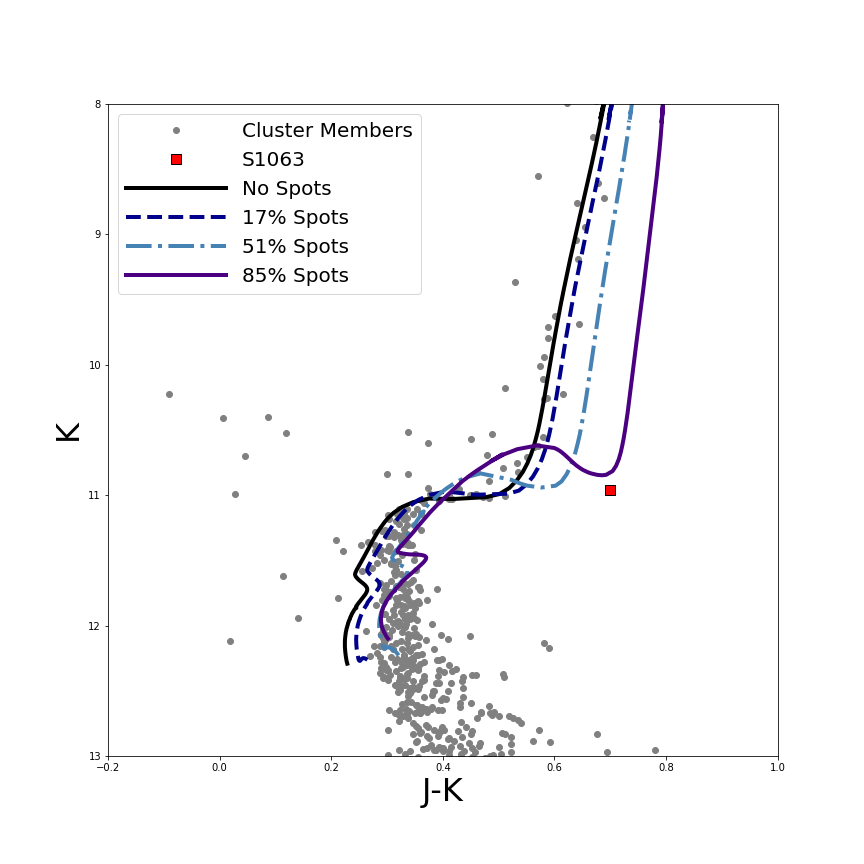 8
9
10
11
12
13
K
Cluster Members
S1063
No Spots
17% Spots
51% Spots
85% Spots
−0.2 0.0 0.2 0.4 0.6 0.8 1.0
J-K